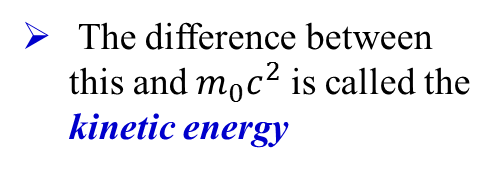 ➢ The difference between
this and m₀c² is called the
kinetic energy